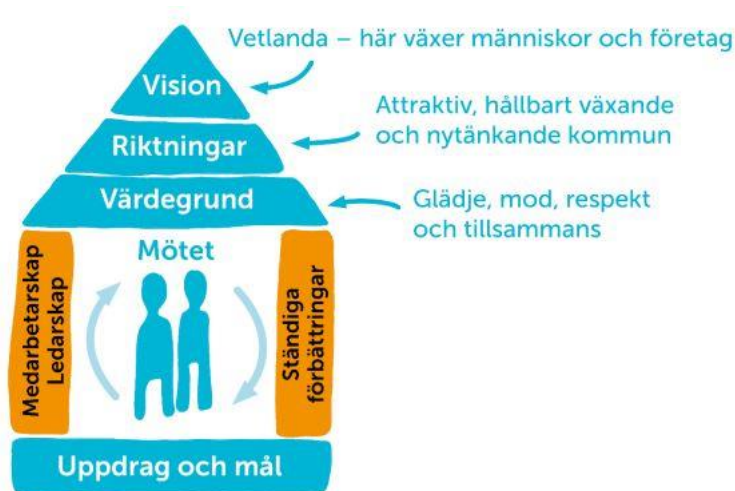 Vetlanda – här växer människor och företag
Vision
Attraktiv, hållbart växande
och nytänkande kommun
Riktningar
Värdegrund
Glädje, mod, respekt
och tillsammans
Mötet
Medarbetarskap
Ledarskap
Ständiga
förbättringar
Uppdrag och mål